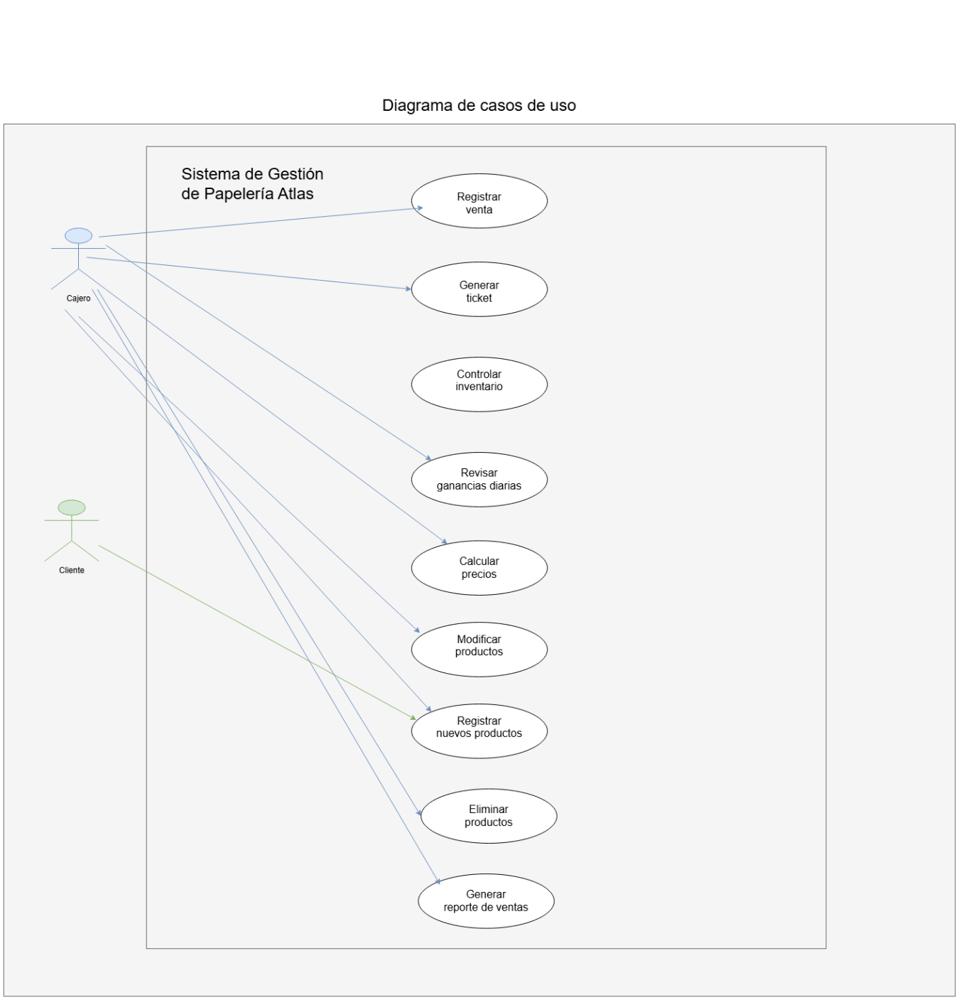 Diagrama de casos de uso
Sistema de Gestión
de Papelería Atlas
Registrar
venta
Cajero
Generar
ticket
Controlar
inventario
Revisar
ganancias diarias
Cliente
Calcular
precios
Modificar
productos
Registrar
nuevos productos
Eliminar
productos
Generar
reporte de ventas